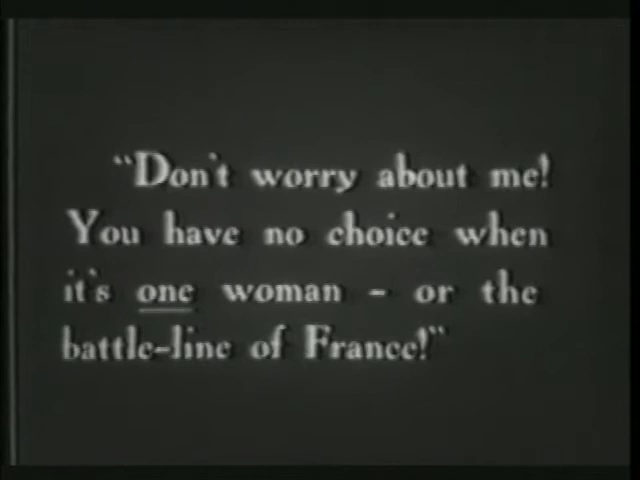 "Don't worry about me!
You have no choice when
it's one woman - or the
battle-line of France!"